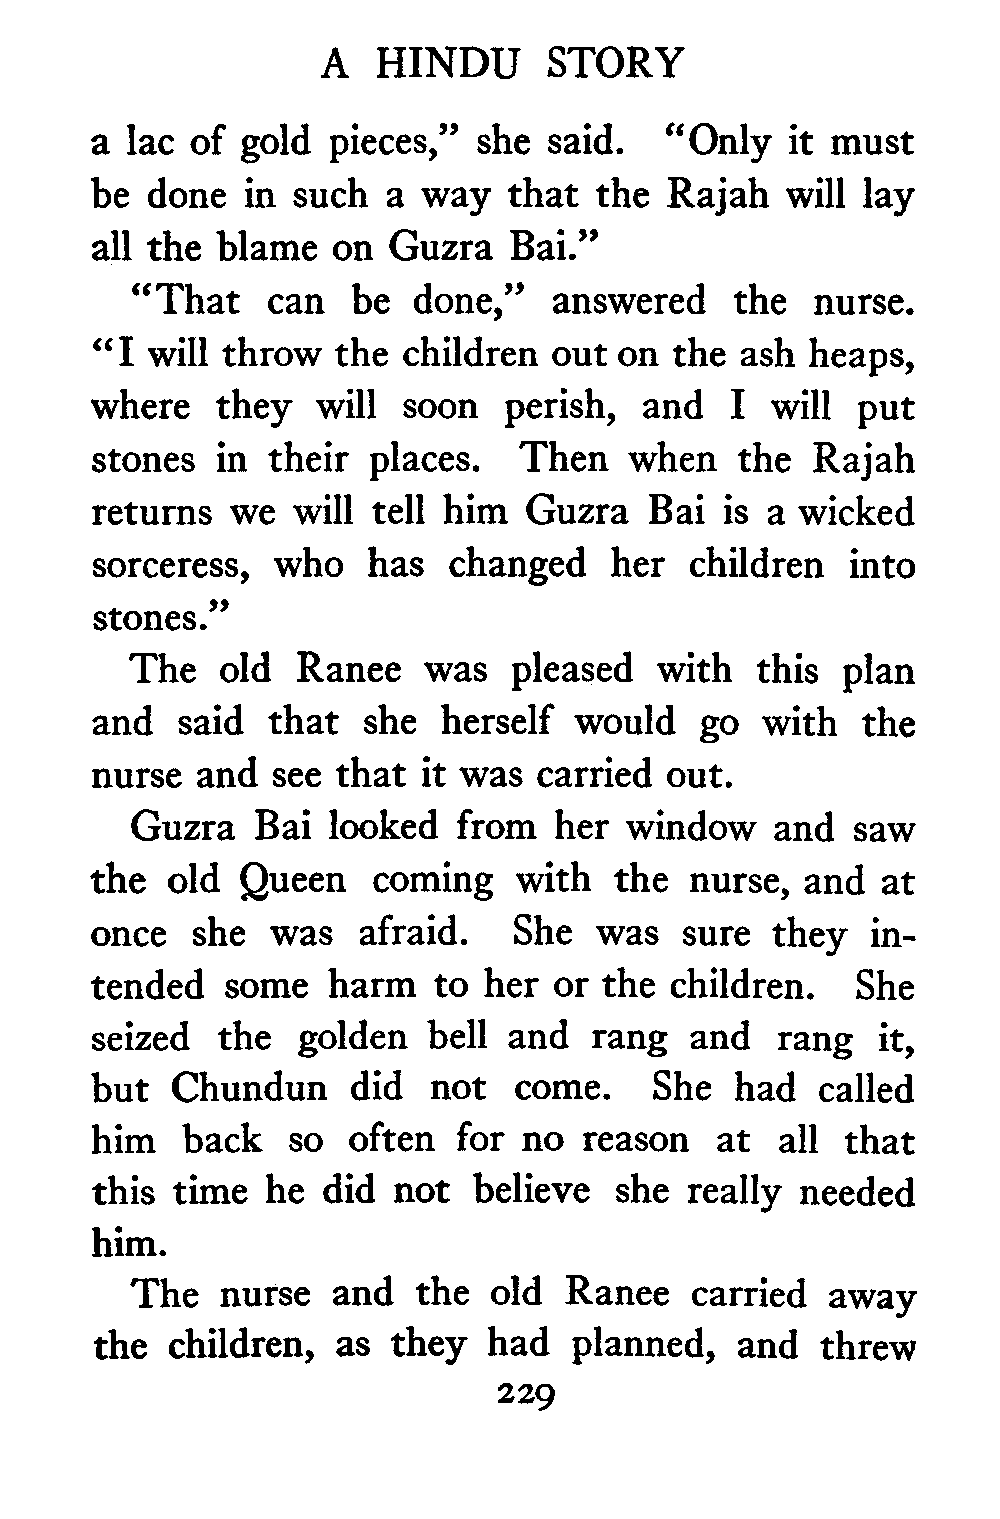 A HINDU STORY
a lac of gold pieces,” she said. “Only it must
be done in such a way that the Rajah will lay
all the blame on Guzra Bai.”
“That can be done,” answered the nurse.
“I will throw the children out on the ash heaps,
where they will soon perish, and I will put
stones in their places. Then when the Rajah
returns we will tell him Guzra Bai is a wicked
sorceress, who has changed her children into
stones.”
The old Ranee was pleased with this plan
and said that she herself would go with the
nurse and see that it was carried out.
Guzra Bai looked from her window and saw
the old Queen coming with the nurse, and at
once she was afraid. She was sure they in-
tended some harm to her or the children. She
seized the golden bell and rang and rang it,
but Chundun did not come. She had called
him back so often for no reason at all that
this time he did not believe she really needed
him.
The nurse and the old Ranee carried away
the children, as they had planned, and threw
229